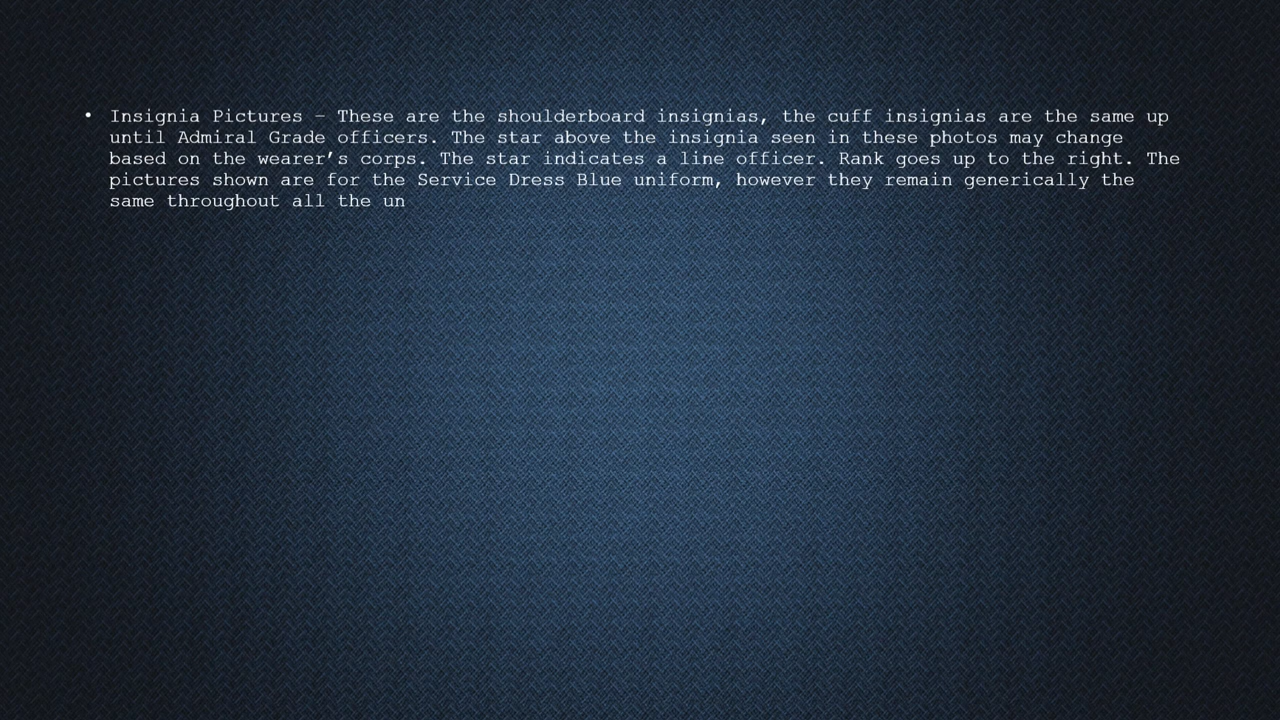 • Insignia Pictures – These are the shoulderboard insignias, the cuff insignias are the same up
until Admiral Grade officers. The star above the insignia seen in these photos may change
based on the wearer’s corps. The star indicates a line officer. Rank goes up to the right. The
pictures shown are for the Service Dress Blue uniform, however they remain generically the
same throughout all the un